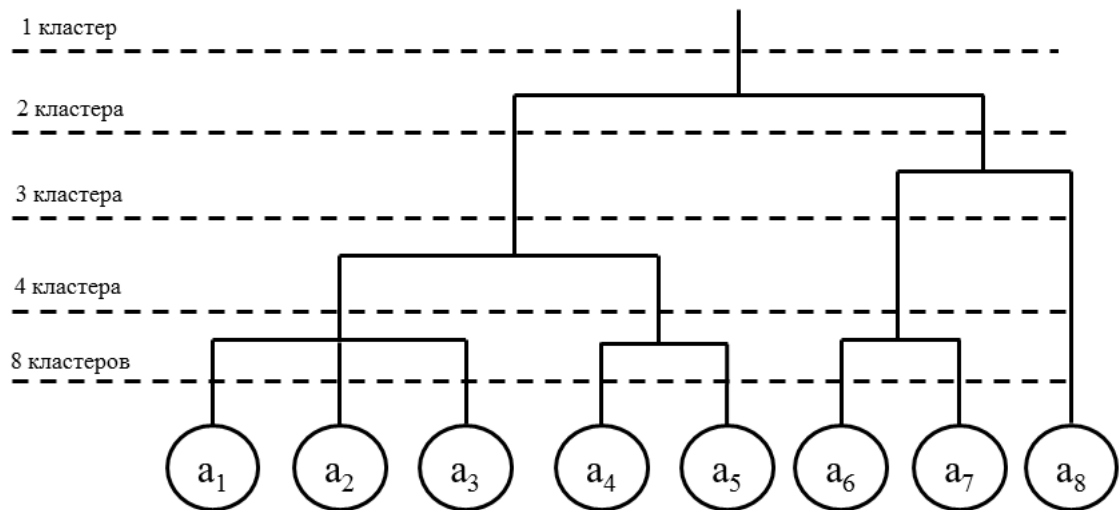 1 кластер
2 кластера
3 кластера
4 кластера
8 кластеров
a₁ a₂ a₃ a₄ a₅ a₆ a₇ a₈